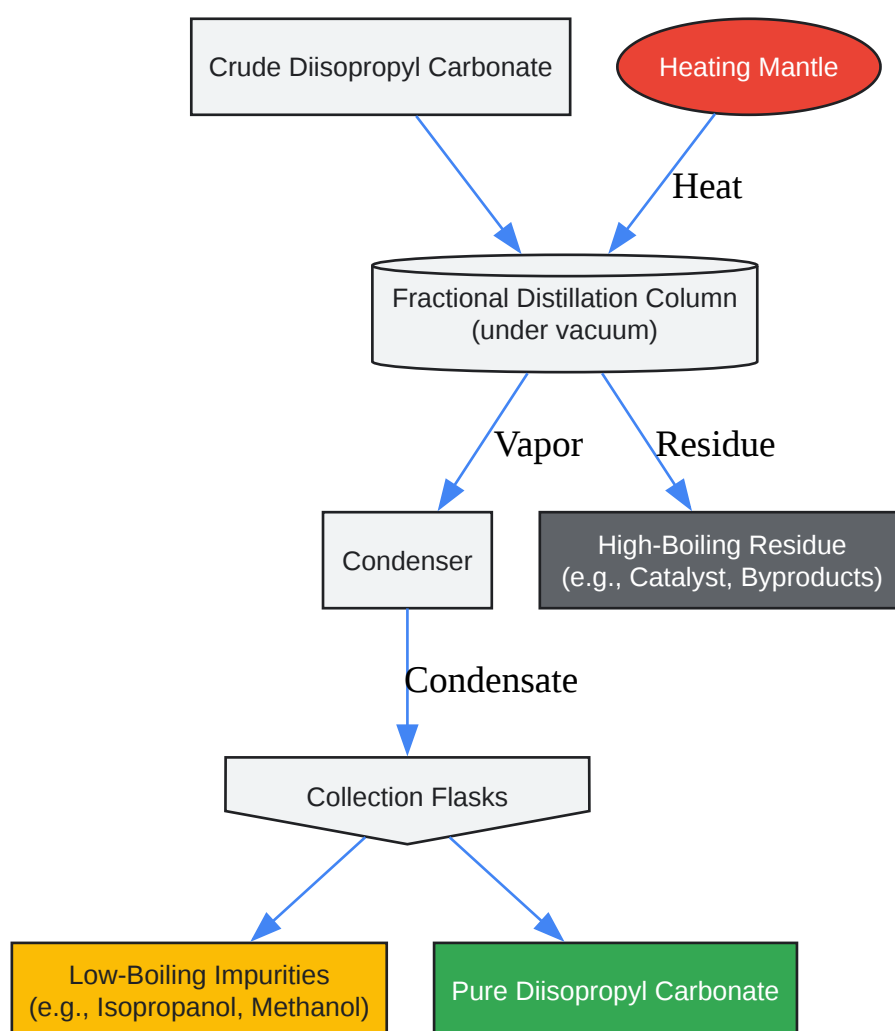 Crude Diisopropyl Carbonate
Heating Mantle
Heat
Fractional Distillation Column
(under vacuum)
Vapor
Residue
Condenser
High-Boiling Residue
(e.g., Catalyst, Byproducts)
Condensate
Collection Flasks
Low-Boiling Impurities
(e.g., Isopropanol, Methanol)
Pure Diisopropyl Carbonate